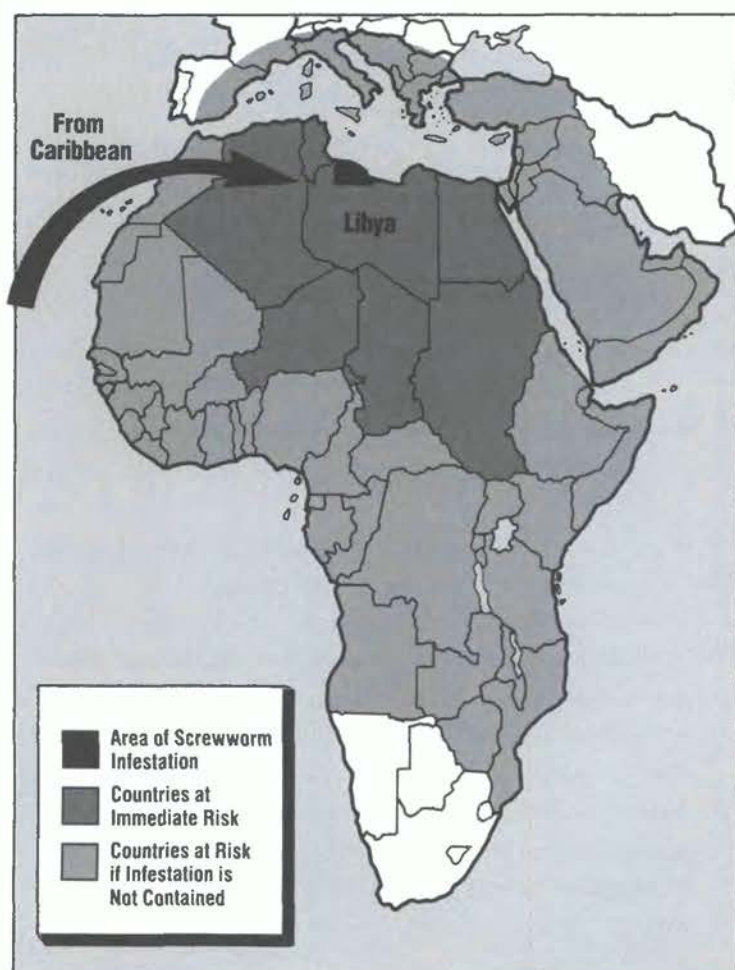 From
Caribbean
Libya
Area of Screwworm
Infestation
Countries at
Immediate Risk
Countries at Risk
if Infestation is
Not Contained